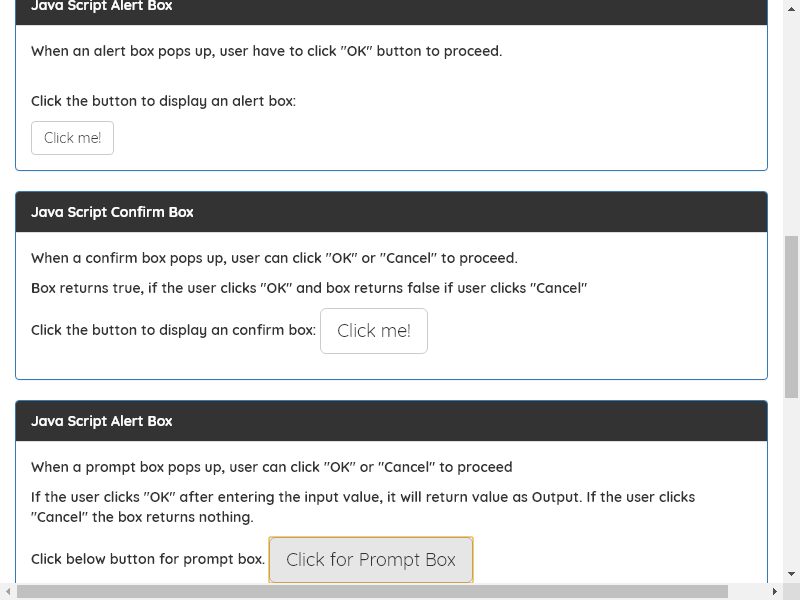 Java Script Alert Box
When an alert box pops up, user have to click "OK" button to proceed.
Click the button to display an alert box:
Click me!
Java Script Confirm Box
When a confirm box pops up, user can click "OK" or "Cancel" to proceed.
Box returns true, if the user clicks "OK" and box returns false if user clicks "Cancel"
Click the button to display an confirm box: Click me!
Java Script Alert Box
When a prompt box pops up, user can click "OK" or "Cancel" to proceed
If the user clicks "OK" after entering the input value, it will return value as Output. If the user clicks
"Cancel" the box returns nothing.
Click below button for prompt box. Click for Prompt Box